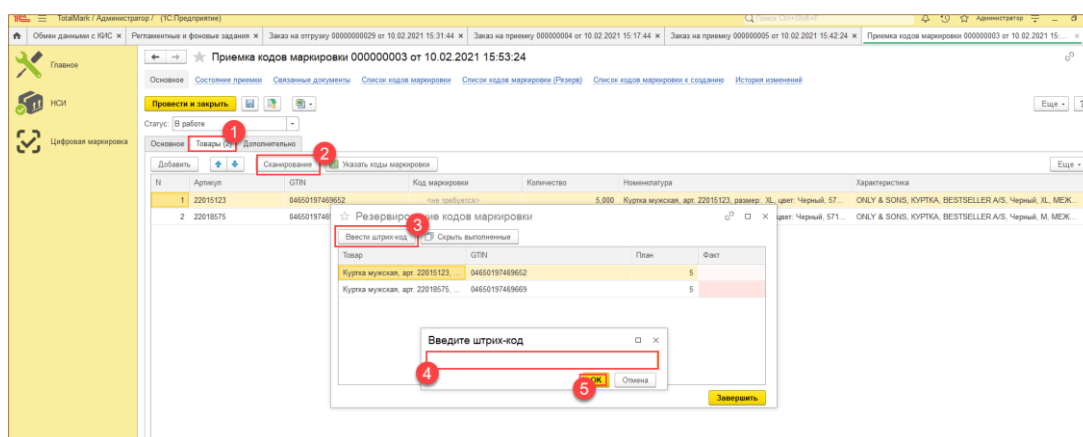 TotalMark / Администратор / (1С:Предприятие)
Поиск Ctrl+Shift+F
Администратор
Обмен данными с КИС ×
Регламентные и фоновые задания ×
Заказ на отгрузку 00000000029 от 10.02.2021 15:31:44 ×
Заказ на приемку 000000004 от 10.02.2021 15:17:44 ×
Заказ на приемку 000000005 от 10.02.2021 15:42:24 ×
Приемка кодов маркировки 000000003 от 10.02.2021 15:... ×
Главное
НСИ
Цифровая маркировка
Приемка кодов маркировки 000000003 от 10.02.2021 15:53:24
Основное
Состояние приемки
Связанные документы
Список кодов маркировки
Список кодов маркировки (Резерв)
Список кодов маркировки к созданию
История изменений
Провести и закрыть
Еще
?
Статус: В работе
1
Основное
Товары (2)
Дополнительно
2
Добавить
Сканирование
Указать коды маркировки
Еще
N Артикул GTIN Код маркировки Количество Номенклатура Характеристика
1 22015123 04650197469652 <не требуется> 5,000 Куртка мужская, арт. 22015123, размер: XL, цвет: Черный, 57... ONLY & SONS, КУРТКА, BESTSELLER A/S, Черный, XL, МЕЖ...
2 22018575 0465019746 цвет: Черный, 571... ONLY & SONS, КУРТКА, BESTSELLER A/S, Черный, M, МЕЖ...
Резервирование кодов маркировки
3
Ввести штрих-код
Скрыть выполненные
Товар GTIN План Факт
Куртка мужская, арт. 22015123, ... 04650197469652 5
Куртка мужская, арт. 22018575, ... 04650197469669 5
Введите штрих-код
4
5
ОК
Отмена
Завершить